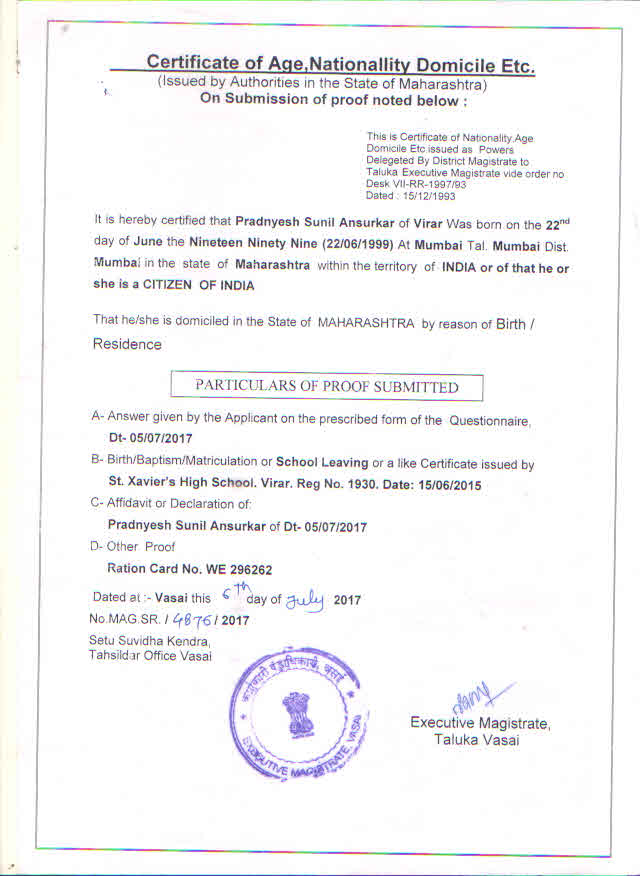 Certificate of Age,Nationallity Domicile Etc.
(Issued by Authorities in the State of Maharashtra)
On Submission of proof noted below :
This is Certificate of Nationality,Age
Domicile Etc.issued as Powers
Delegeted By District Magistrate to
Taluka Executive Magistrate vide order no
Desk VII-RR-1997/93
Dated : 15/12/1993
It is hereby certified that Pradnyesh Sunil Ansurkar of Virar Was born on the 22nd
day of June the Nineteen Ninety Nine (22/06/1999) At Mumbai Tal. Mumbai Dist.
Mumbai in the state of Maharashtra within the territory of INDIA or of that he or
she is a CITIZEN OF INDIA
That he/she is domiciled in the State of MAHARASHTRA by reason of Birth /
Residence
PARTICULARS OF PROOF SUBMITTED
A- Answer given by the Applicant on the prescribed form of the Questionnaire,
Dt- 05/07/2017
B- Birth/Baptism/Matriculation or School Leaving or a like Certificate issued by
St. Xavier's High School. Virar. Reg No. 1930. Date: 15/06/2015
C- Affidavit or Declaration of:
Pradnyesh Sunil Ansurkar of Dt- 05/07/2017
D- Other Proof
Ration Card No. WE 296262
Dated at :- Vasai this 6Th day of July 2017
No.MAG.SR. / 4876 / 2017
Setu Suvidha Kendra,
Tahsildar Office Vasai
कार्यकारी दंडाधिकारी, वसई
EXECUTIVE MAGISTRATE, VASAI
Executive Magistrate,
Taluka Vasai